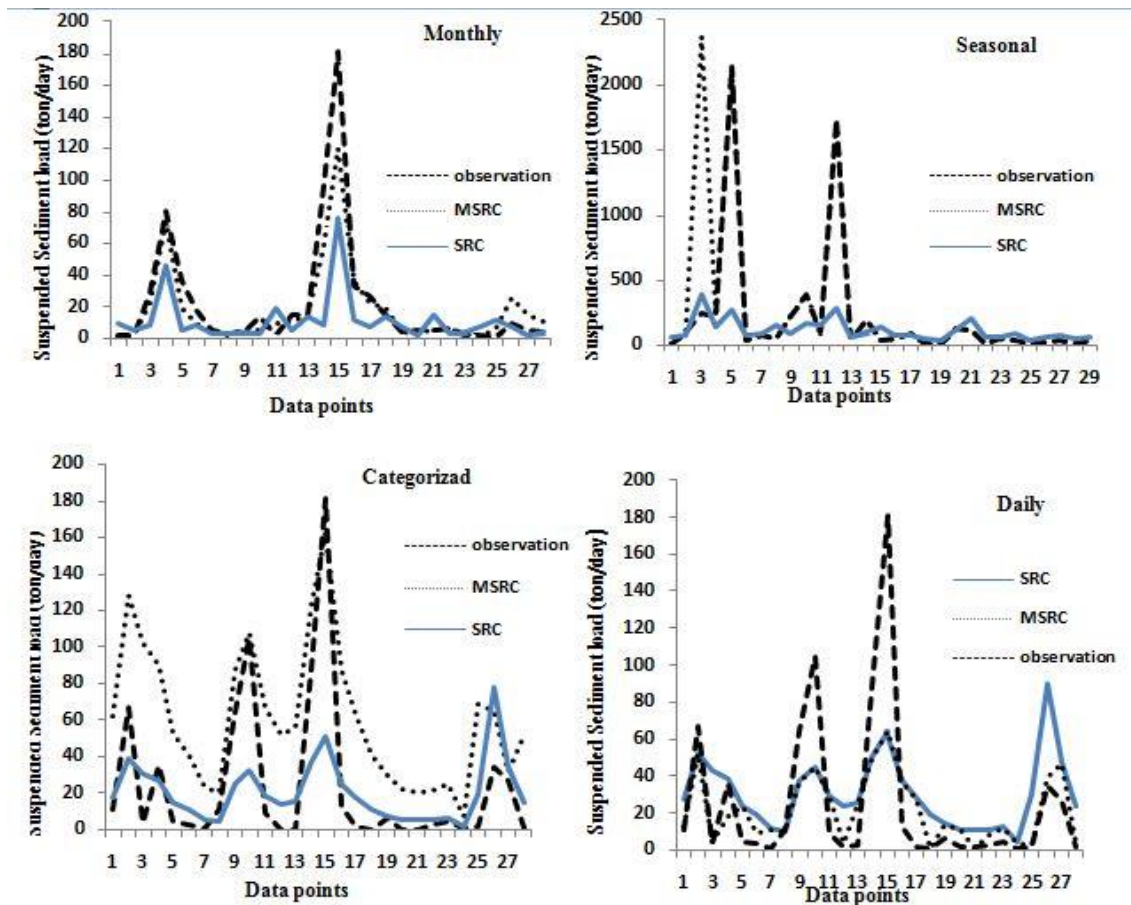 Monthly
Suspended Sediment load (ton/day)
200
180
160
140
120
100
80
60
40
20
0
observation
MSRC
SRC
1 3 5 7 9 11 13 15 17 19 21 23 25 27
Data points
Seasonal
Suspended Sediment load (ton/day)
2500
2000
1500
1000
500
0
observation
MSRC
SRC
1 3 5 7 9 11 13 15 17 19 21 23 25 27 29
Data points
Categorizad
Suspended Sediment load (ton/day)
200
180
160
140
120
100
80
60
40
20
0
observation
MSRC
SRC
1 3 5 7 9 11 13 15 17 19 21 23 25 27
Data points
Daily
Suspended Sediment load (ton/day)
200
180
160
140
120
100
80
60
40
20
0
SRC
MSRC
observation
1 3 5 7 9 11 13 15 17 19 21 23 25 27
Data points